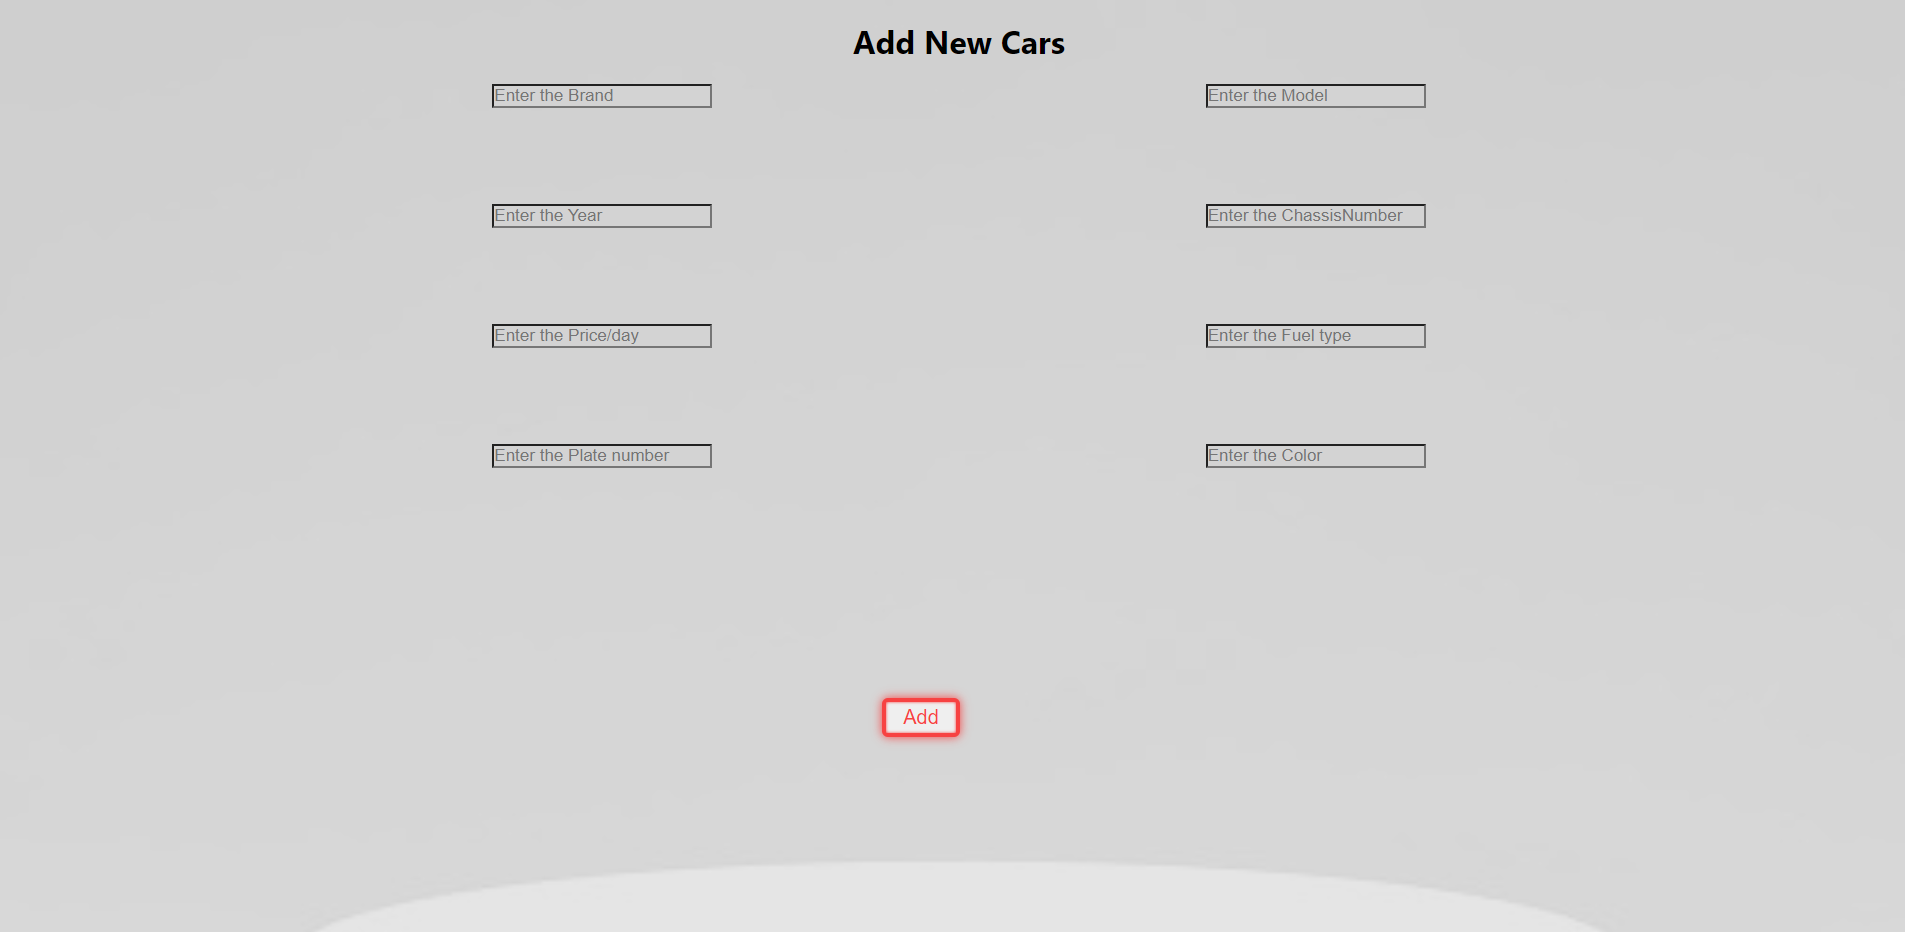 Add New Cars
Enter the Brand
Enter the Model
Enter the Year
Enter the ChassisNumber
Enter the Price/day
Enter the Fuel type
Enter the Plate number
Enter the Color
Add